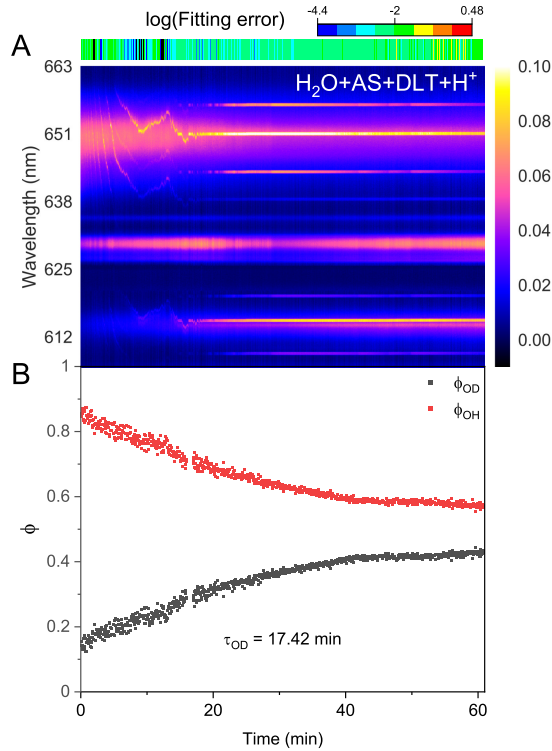 log(Fitting error)
-4.4 -2 0.48
A
H₂O+AS+DLT+H⁺
663
651
638
625
612
Wavelength (nm)
0.10
0.08
0.06
0.04
0.02
0.00
B
ϕOD
ϕOH
1
0.8
0.6
0.4
0.2
0
ϕ
τOD = 17.42 min
0 20 40 60
Time (min)